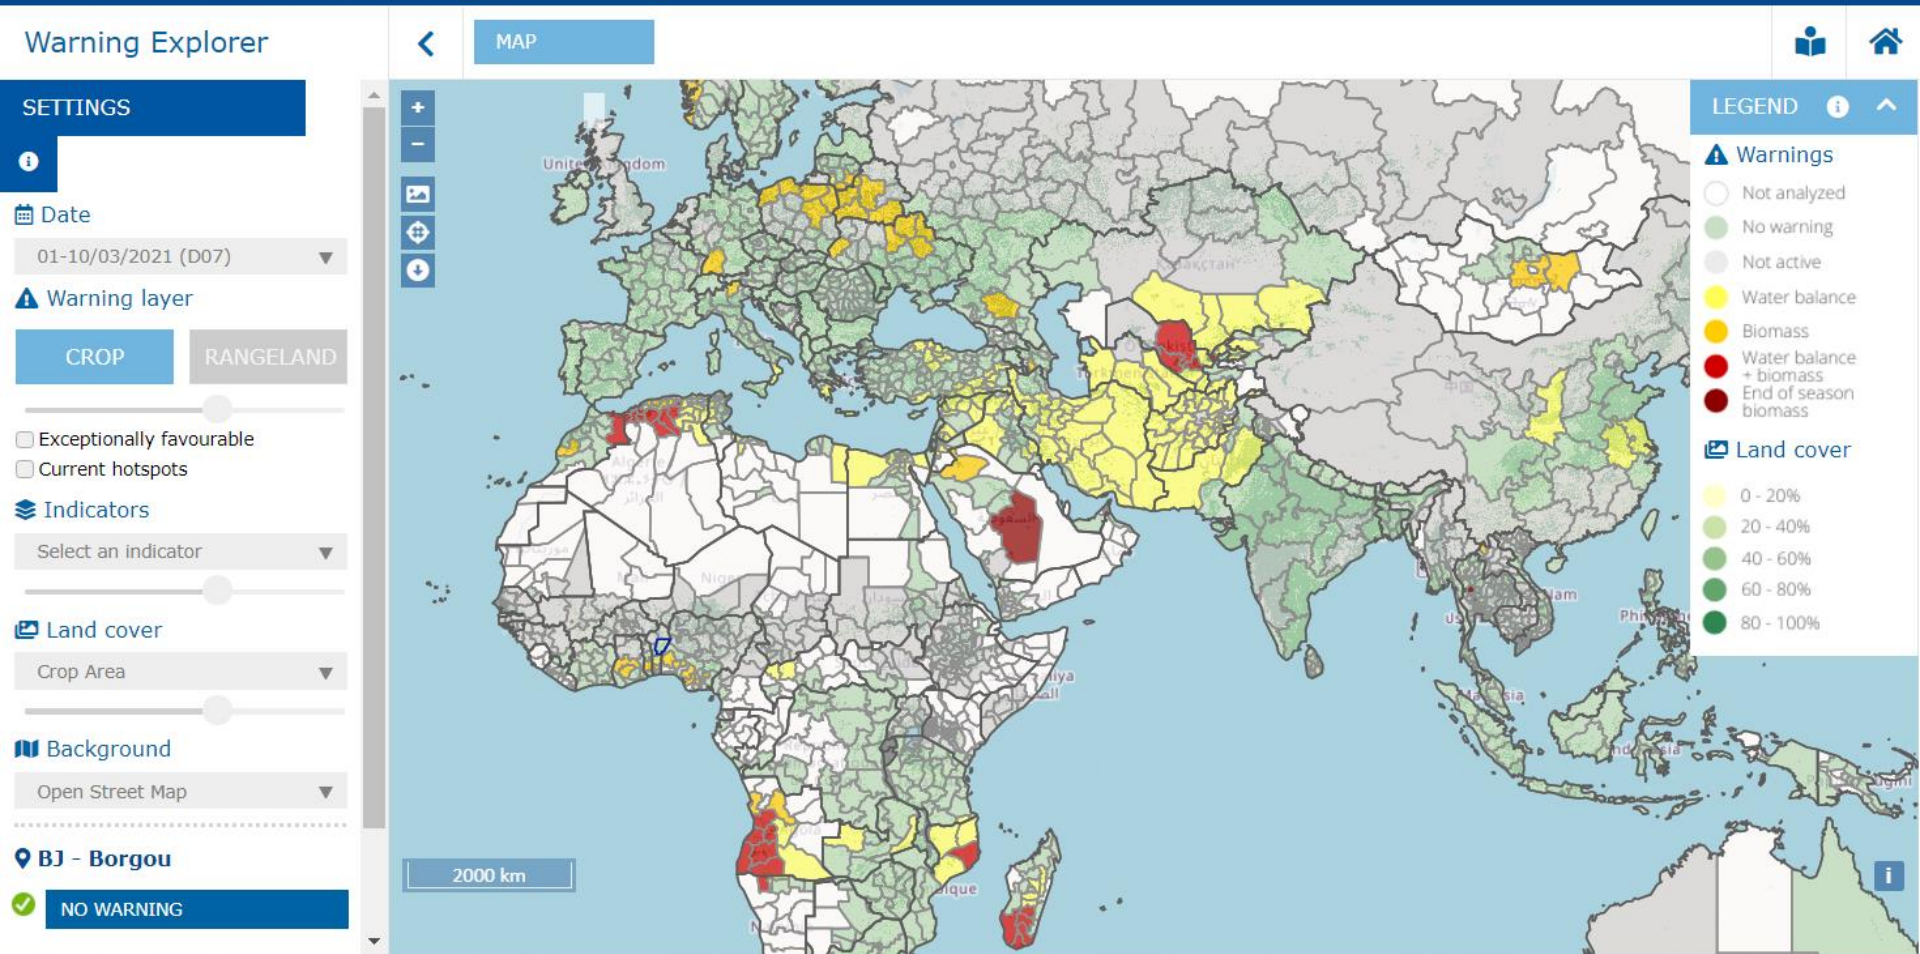 Warning Explorer
MAP
SETTINGS
Date
01-10/03/2021 (D07)
Warning layer
CROP
RANGELAND
Exceptionally favourable
Current hotspots
Indicators
Select an indicator
Land cover
Crop Area
Background
Open Street Map
BJ - Borgou
NO WARNING
2000 km
LEGEND
Warnings
Not analyzed
No warning
Not active
Water balance
Biomass
Water balance
+ biomass
End of season
biomass
Land cover
0 - 20%
20 - 40%
40 - 60%
60 - 80%
80 - 100%